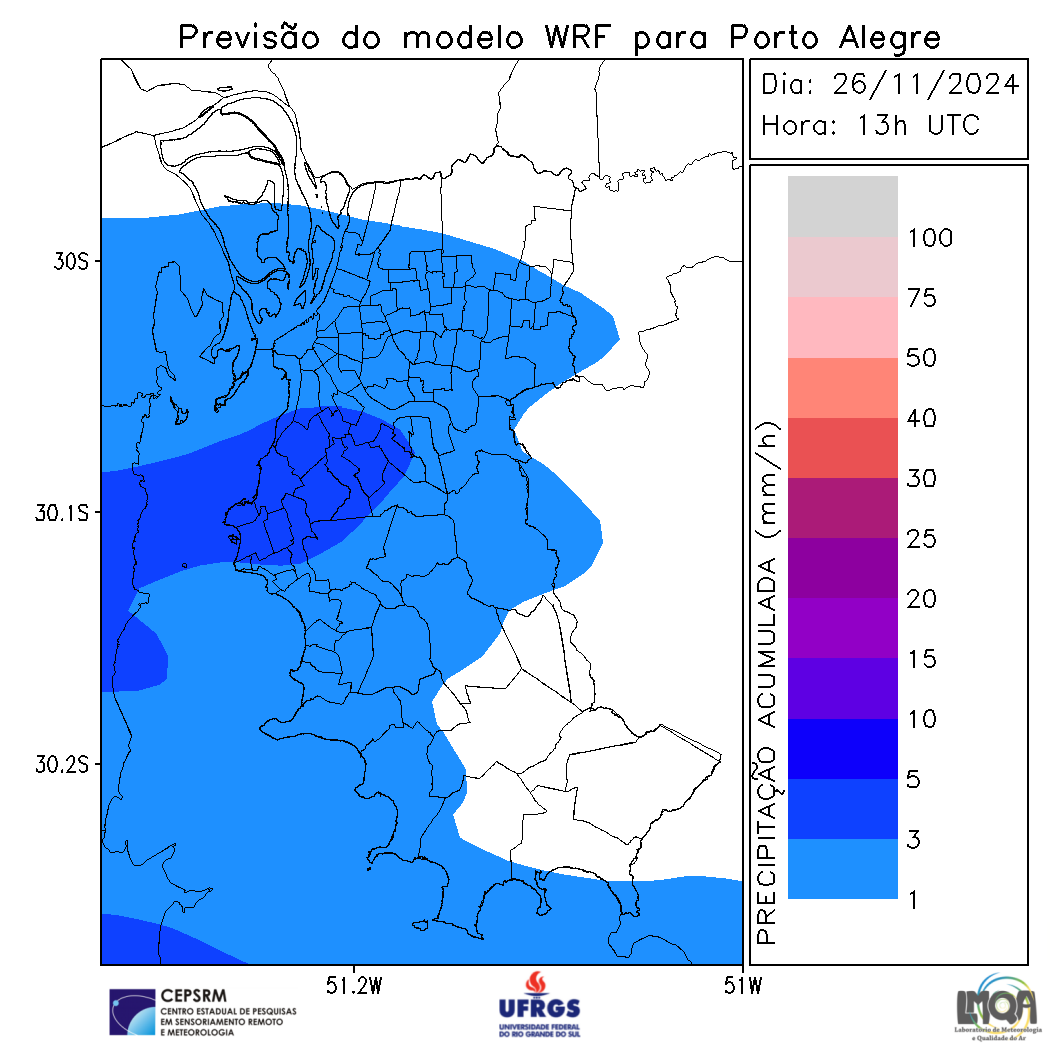 Previsão do modelo WRF para Porto Alegre
Dia: 26/11/2024
Hora: 13h UTC
100
75
50
40
30
25
20
15
10
5
3
1
PRECIPITAÇÃO ACUMULADA (mm/h)
30S
30.1S
30.2S
51.2W
51W
CEPSRM
CENTRO ESTADUAL DE PESQUISAS
EM SENSORIAMENTO REMOTO
E METEOROLOGIA
UFRGS
UNIVERSIDADE FEDERAL
DO RIO GRANDE DO SUL
LMQA
Laboratório de Meteorologia
e Qualidade do Ar